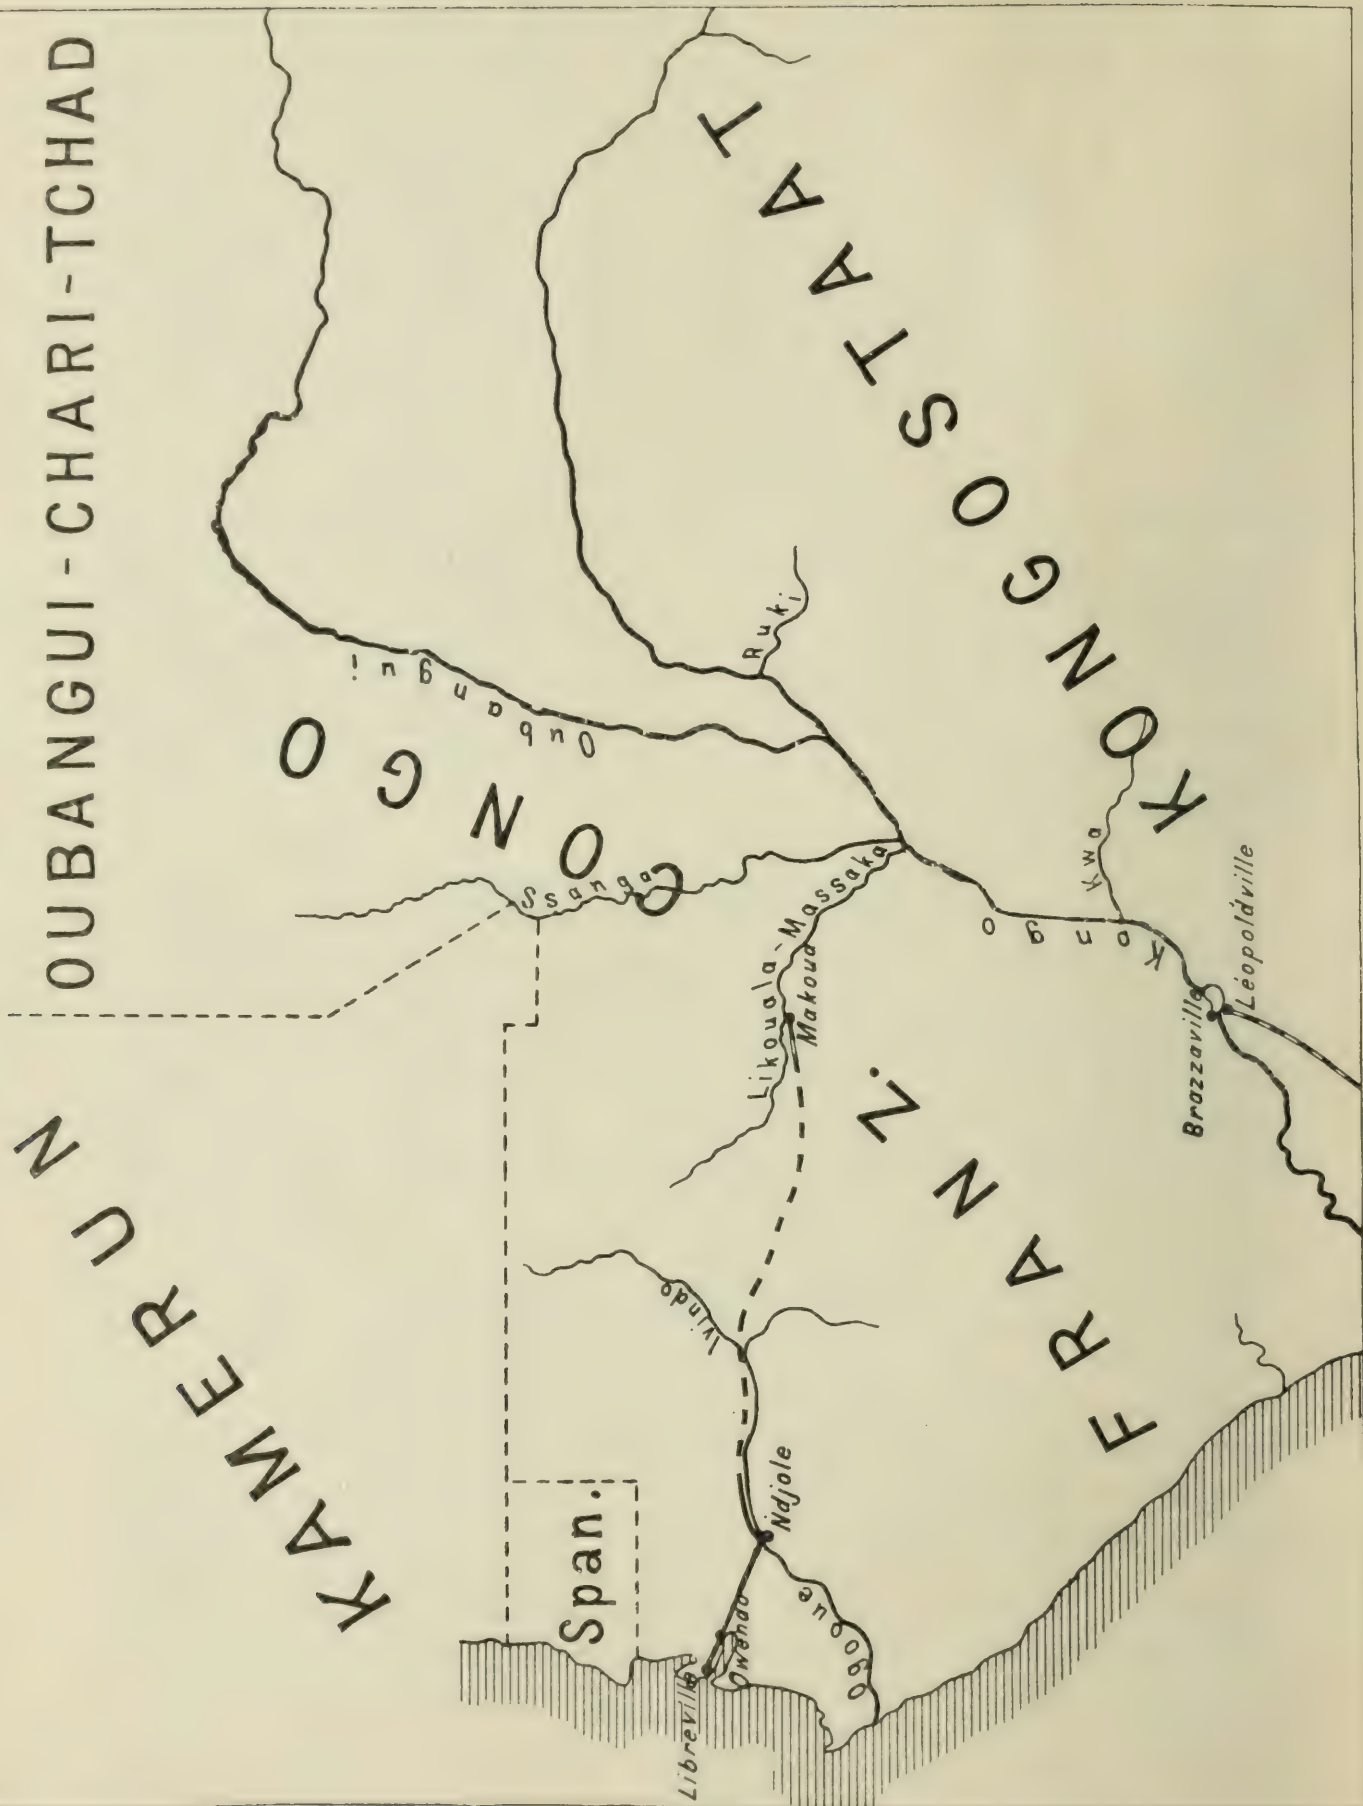 OUBANGUI-CHARI-TCHAD
KAMERUN
Span.
FRANZ. CONGO
KONGOSTAAT
Oubangui
Ssanga
Likouala-Massaka
Makoua
Ruki
Kwa
Kongo
Brazzaville
Léopoldville
Ivindo
Ndjole
Ogooue
Owendo
Libreville